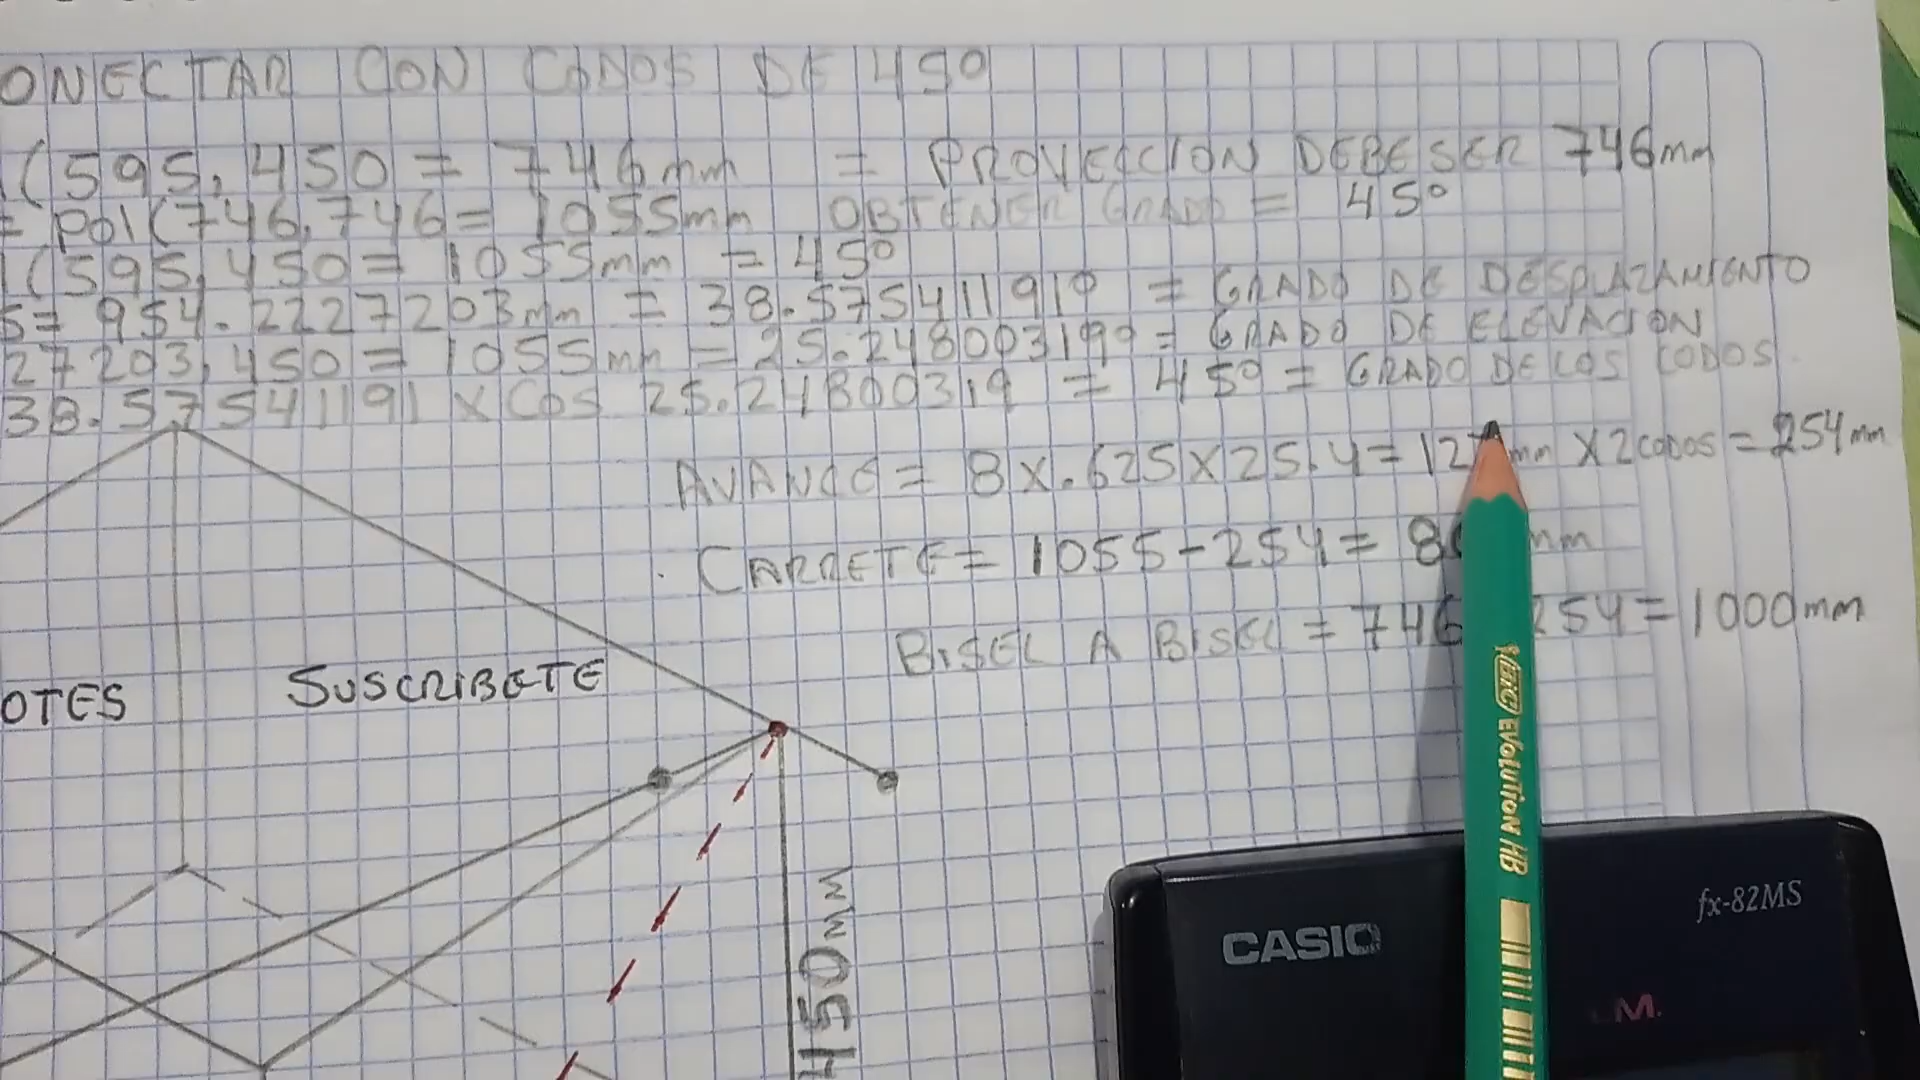 ONECTAR CON CODOS DE 45°
(595, 450 = 746mm = PROYECCION DEBE SER 746mm
= Pol(746,746 = 1055mm OBTENER GRADO = 45°
(595, 450 = 1055mm = 45°
S = 954.2227203mm = 38.57541191° = GRADO DE DESPLAZAMIENTO
27203, 450 = 1055mm = 25.24800319° = GRADO DE ELEVACION
38.57541191 x COS 25.24800319 = 45° = GRADO DE LOS CODOS
AVANCE = 8 x .625 x 25.4 = 12 mm x 2 CODOS = 254mm
CARRETE = 1055 - 254 = 8 mm
BISEL A BISEL = 746 254 = 1000mm
OTES
SUSCRIBETE
450MM
BIC EVOLUTION HB
CASIO
fx-82MS
M.